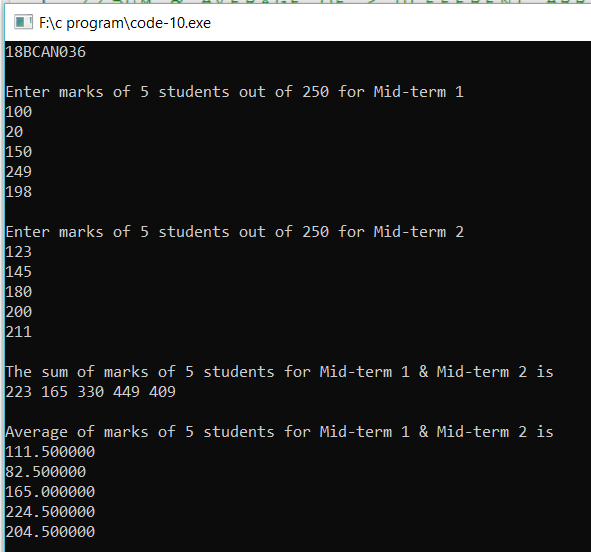 F:\c program\code-10.exe
18BCAN036
Enter marks of 5 students out of 250 for Mid-term 1
100
20
150
249
198
Enter marks of 5 students out of 250 for Mid-term 2
123
145
180
200
211
The sum of marks of 5 students for Mid-term 1 & Mid-term 2 is
223 165 330 449 409
Average of marks of 5 students for Mid-term 1 & Mid-term 2 is
111.500000
82.500000
165.000000
224.500000
204.500000